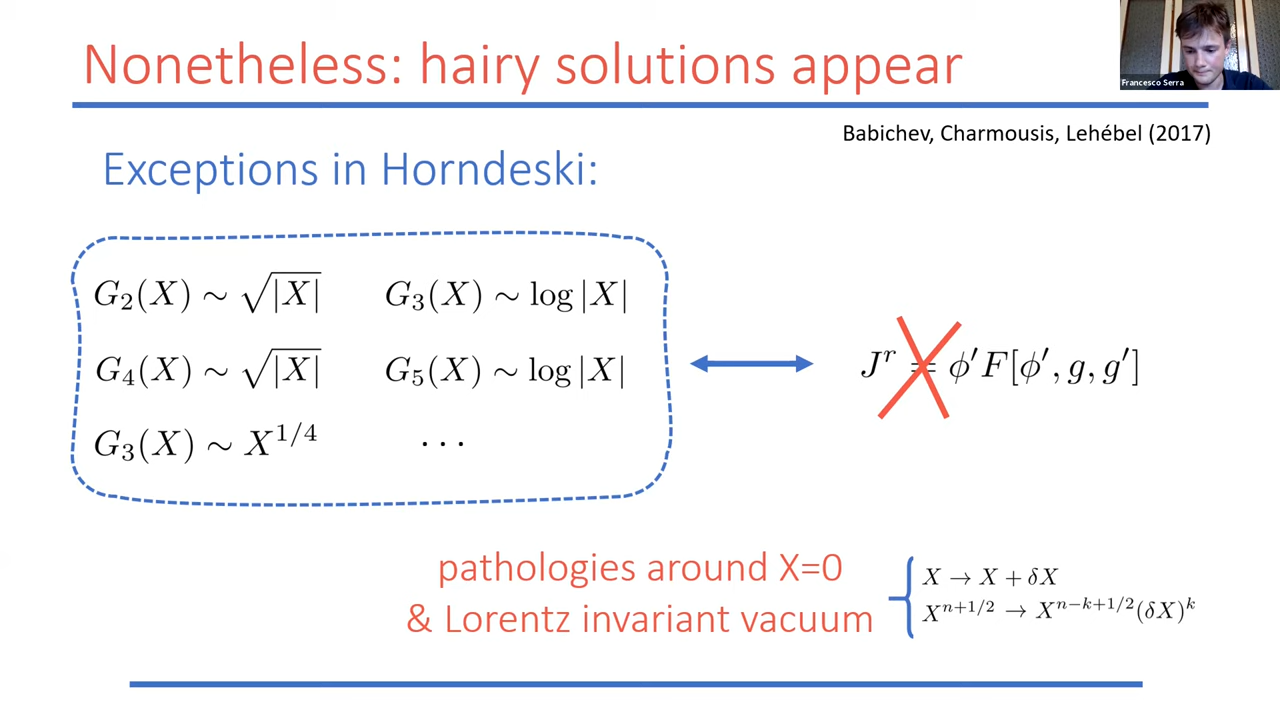 Nonetheless: hairy solutions appear
Francesco Serra
Babichev, Charmousis, Lehébel (2017)
Exceptions in Horndeski:
G₂(X) ∼ √|X| G₃(X) ∼ log |X|
G₄(X) ∼ √|X| G₅(X) ∼ log |X|
Jʳ = ϕ′F[ϕ′, g, g′]
G₃(X) ∼ X^{1/4} · · ·
pathologies around X=0
& Lorentz invariant vacuum
X → X + δX
X^{n+1/2} → X^{n−k+1/2}(δX)^k